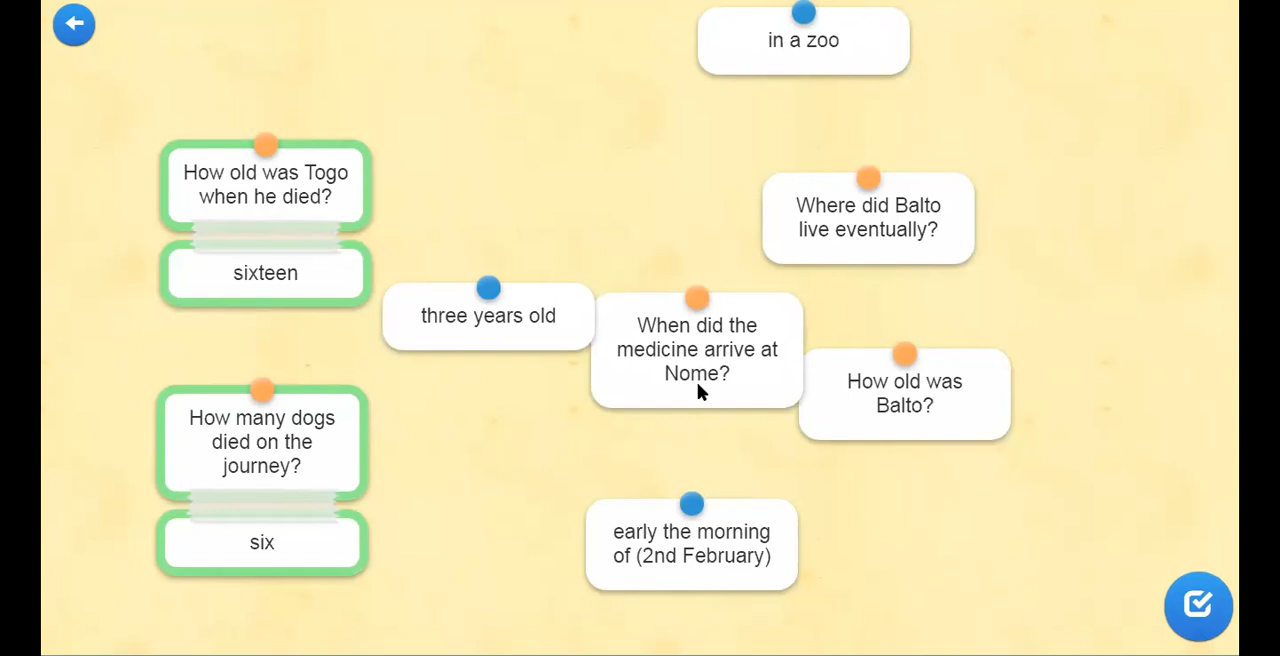 in a zoo
How old was Togo
when he died?
sixteen
Where did Balto
live eventually?
three years old
When did the
medicine arrive at
Nome?
How old was
Balto?
How many dogs
died on the
journey?
six
early the morning
of (2nd February)